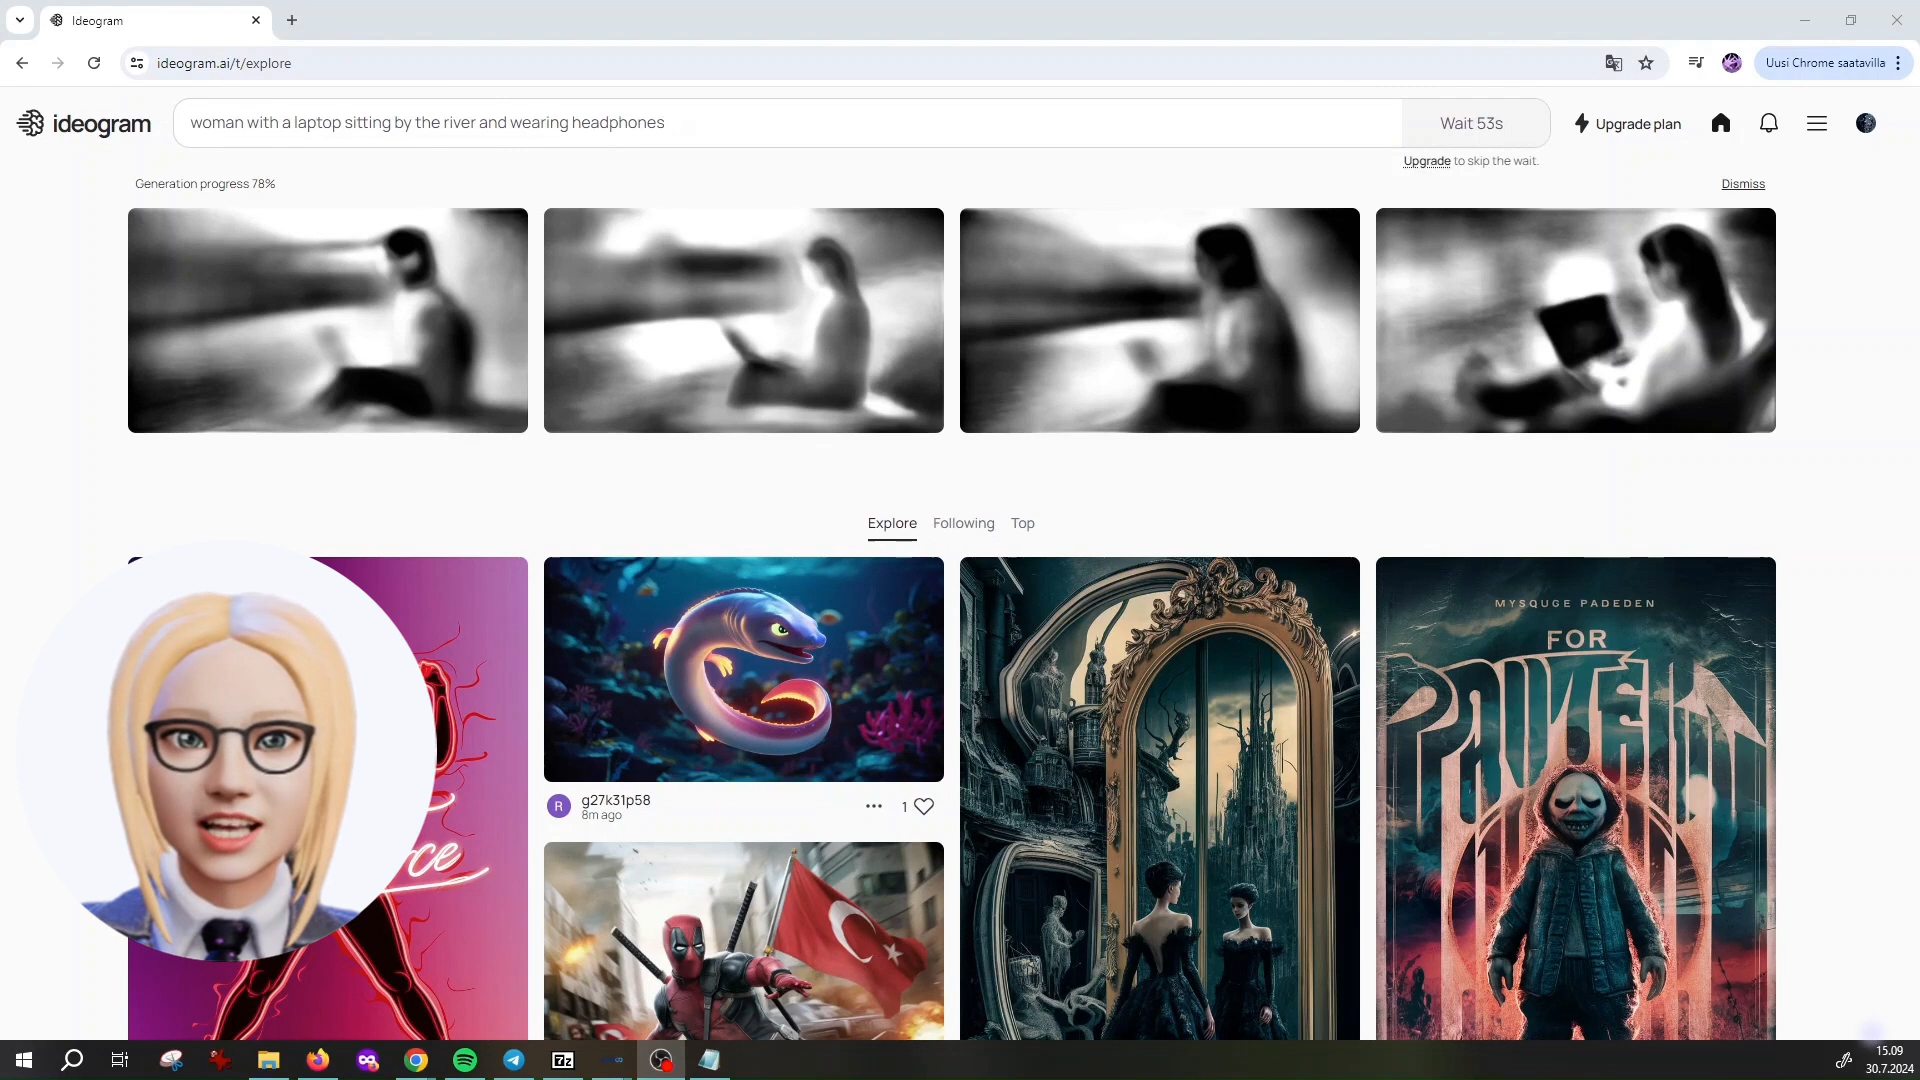 Ideogram
ideogram.ai/t/explore
Uusi Chrome saatavilla
ideogram
woman with a laptop sitting by the river and wearing headphones
Wait 53s
Upgrade plan
Upgrade to skip the wait.
Generation progress 78%
Dismiss
Explore
Following
Top
MYSQUGE PADEDEN
FOR
R
g27k31p58
8m ago
1
rce
7z
15.09
30.7.2024